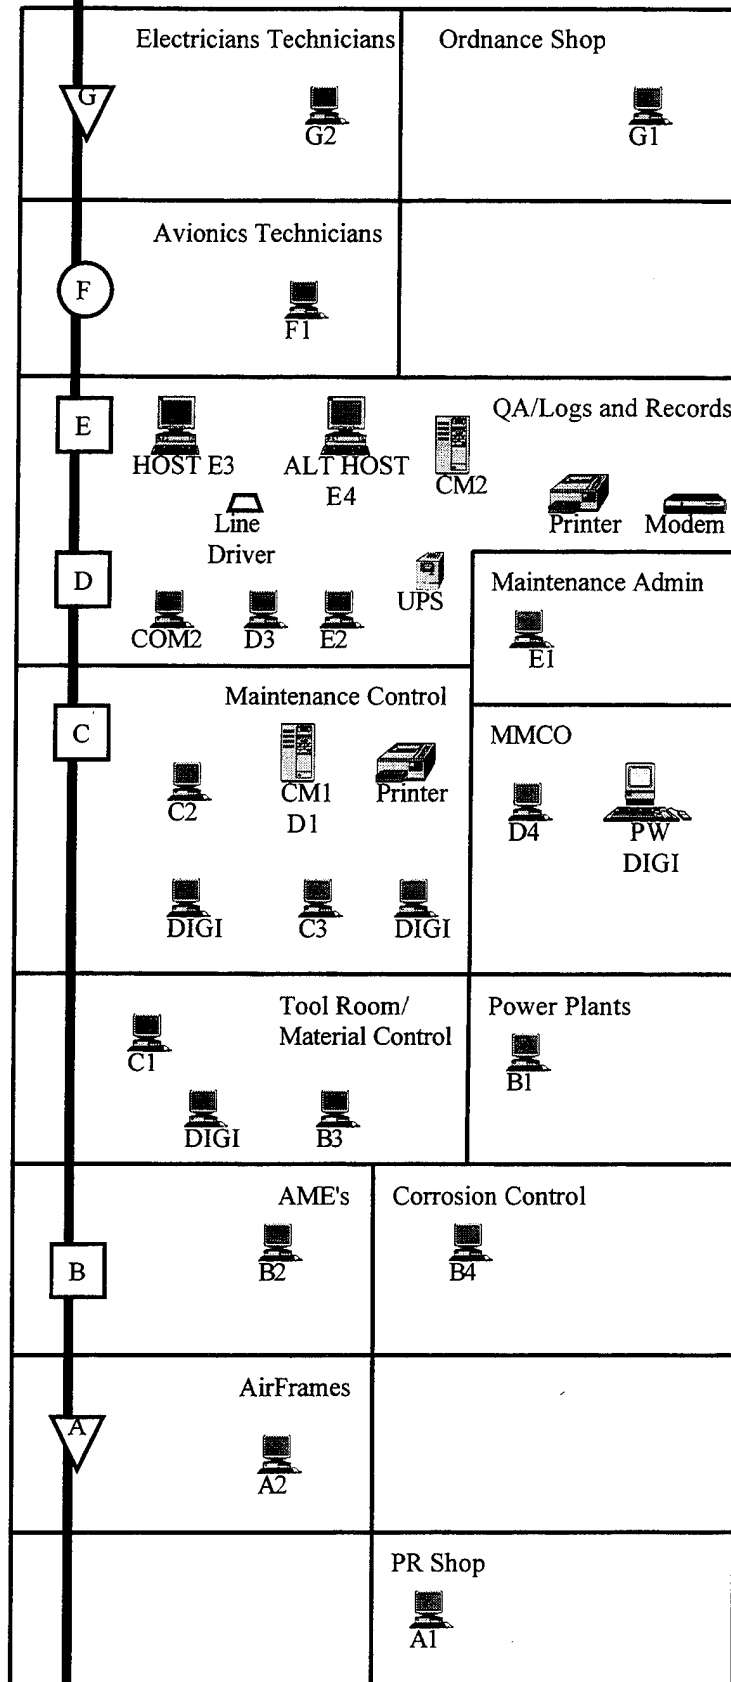 Electricians Technicians
Ordnance Shop
G
G2
G1
Avionics Technicians
F
F1
E
QA/Logs and Records
HOST E3
ALT HOST
E4
CM2
Line
Driver
Printer
Modem
D
UPS
COM2
D3
E2
Maintenance Admin
E1
Maintenance Control
C
C2
CM1
D1
Printer
DIGI
C3
DIGI
MMCO
D4
PW
DIGI
Tool Room/
Material Control
C1
DIGI
B3
Power Plants
B1
AME's
B
B2
Corrosion Control
B4
AirFrames
A
A2
PR Shop
A1